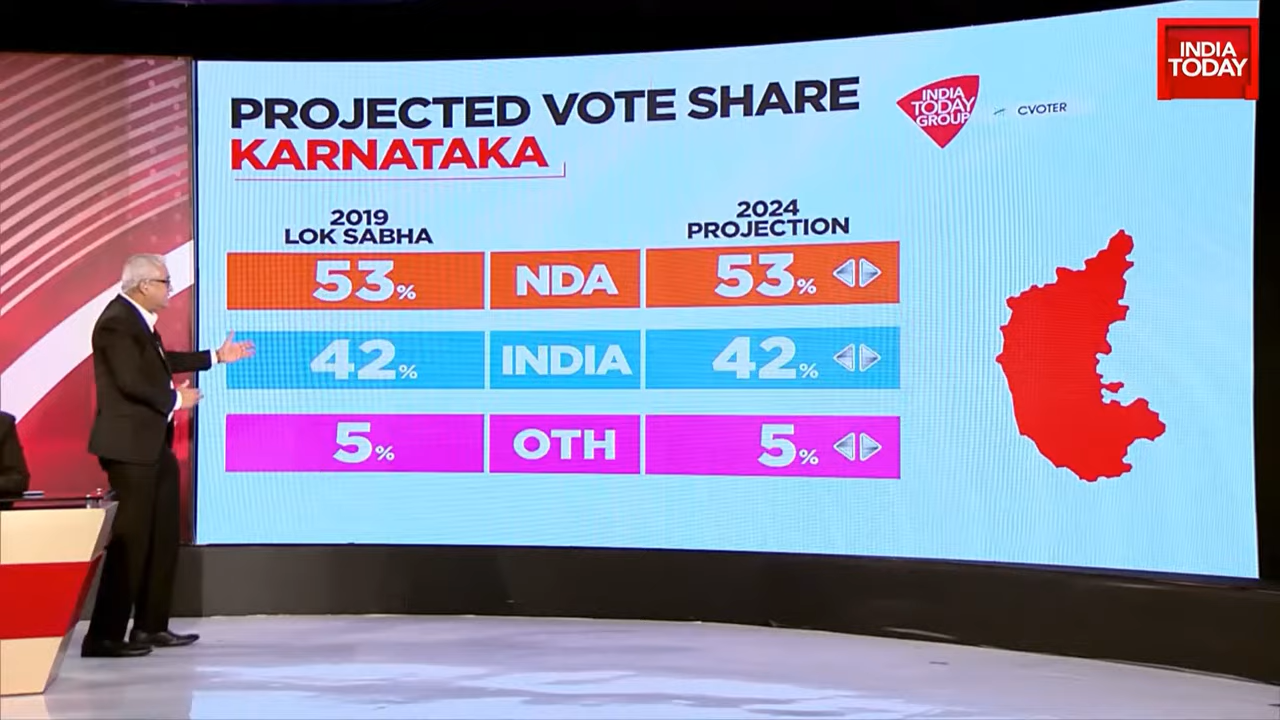 INDIA
TODAY
PROJECTED VOTE SHARE
KARNATAKA
INDIA
TODAY
GROUP
CVOTER
2019
LOK SABHA
2024
PROJECTION
53% NDA 53%
42% INDIA 42%
5% OTH 5%